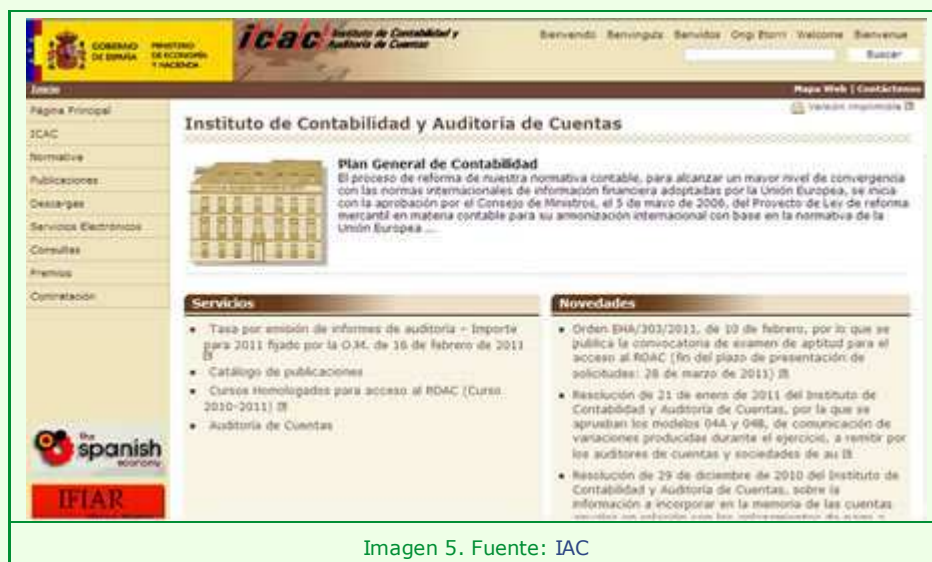 GOBIERNO DE ESPAÑA
MINISTERIO DE ECONOMÍA Y HACIENDA
icac Instituto de Contabilidad y Auditoría de Cuentas
Bienvenido Benvinguts Benvidos Ongi Etorri Welcome Bienvenue
Buscar
Inicio
Mapa Web | Contáctenos
Página Principal
ICAC
Normativa
Publicaciones
Descargas
Servicios Electrónicos
Consultas
Premios
Contratación
the spanish economy
IFIAR
Versión imprimible
Instituto de Contabilidad y Auditoría de Cuentas
Plan General de Contabilidad
El proceso de reforma de nuestra normativa contable, para alcanzar un mayor nivel de convergencia
con las normas internacionales de información financiera adoptadas por la Unión Europea, se inicia
con la aprobación por el Consejo de Ministros, el 5 de mayo de 2006, del Proyecto de Ley de reforma
mercantil en materia contable para su armonización internacional con base en la normativa de la
Unión Europea ...
Servicios
• Tasa por emisión de informes de auditoría - Importe
para 2011 fijado por la O.M. de 16 de febrero de 2011
• Catálogo de publicaciones
• Cursos Homologados para acceso al ROAC (Curso
2010-2011)
• Auditoría de Cuentas
Novedades
• Orden EHA/303/2011, de 10 de febrero, por lo que se
publica la convocatoria de examen de aptitud para el
acceso al ROAC (fin del plazo de presentación de
solicitudes: 28 de marzo de 2011)
• Resolución de 21 de enero de 2011 del Instituto de
Contabilidad y Auditoría de Cuentas, por la que se
aprueban los modelos 04A y 04B, de comunicación de
variaciones producidas durante el ejercicio, a remitir por
los auditores de cuentas y sociedades de au
• Resolución de 29 de diciembre de 2010 del Instituto de
Contabilidad y Auditoría de Cuentas, sobre la
información a incorporar en la memoria de las cuentas
Imagen 5. Fuente: IAC